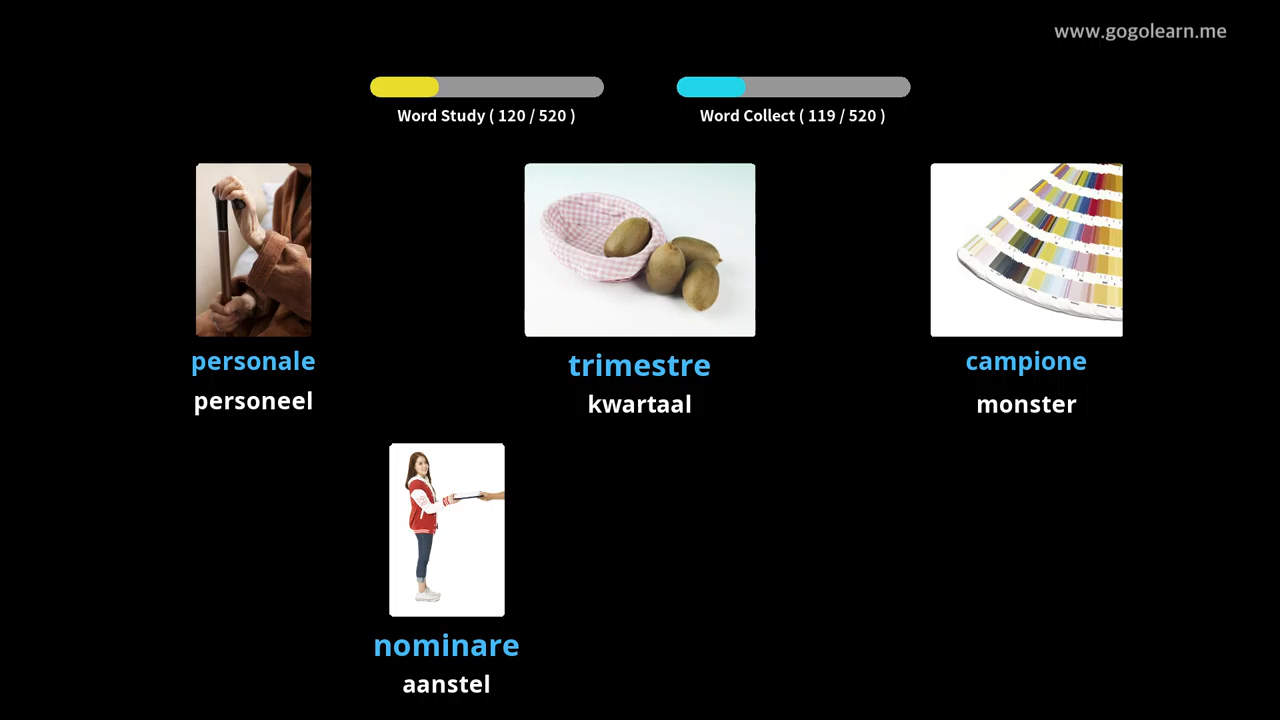 www.gogolearn.me
Word Study ( 120 / 520 )
Word Collect ( 119 / 520 )
personale
personeel
trimestre
kwartaal
campione
monster
nominare
aanstel